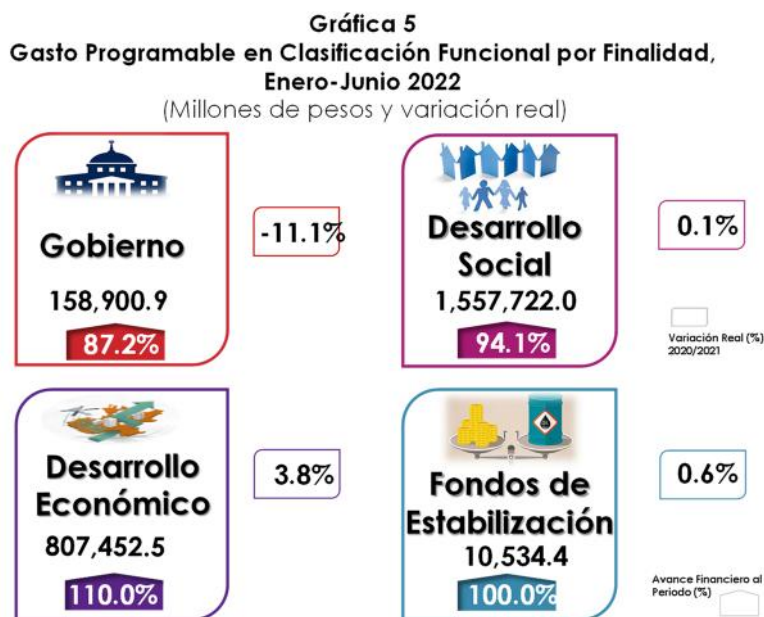 Gráfica 5
Gasto Programable en Clasificación Funcional por Finalidad,
Enero-Junio 2022
(Millones de pesos y variación real)
Gobierno
158,900.9
87.2%
-11.1%
Desarrollo
Social
1,557,722.0
94.1%
0.1%
Variación Real (%)
2020/2021
Desarrollo
Económico
807,452.5
110.0%
3.8%
Fondos de
Estabilización
10,534.4
100.0%
0.6%
Avance Financiero al
Periodo (%)